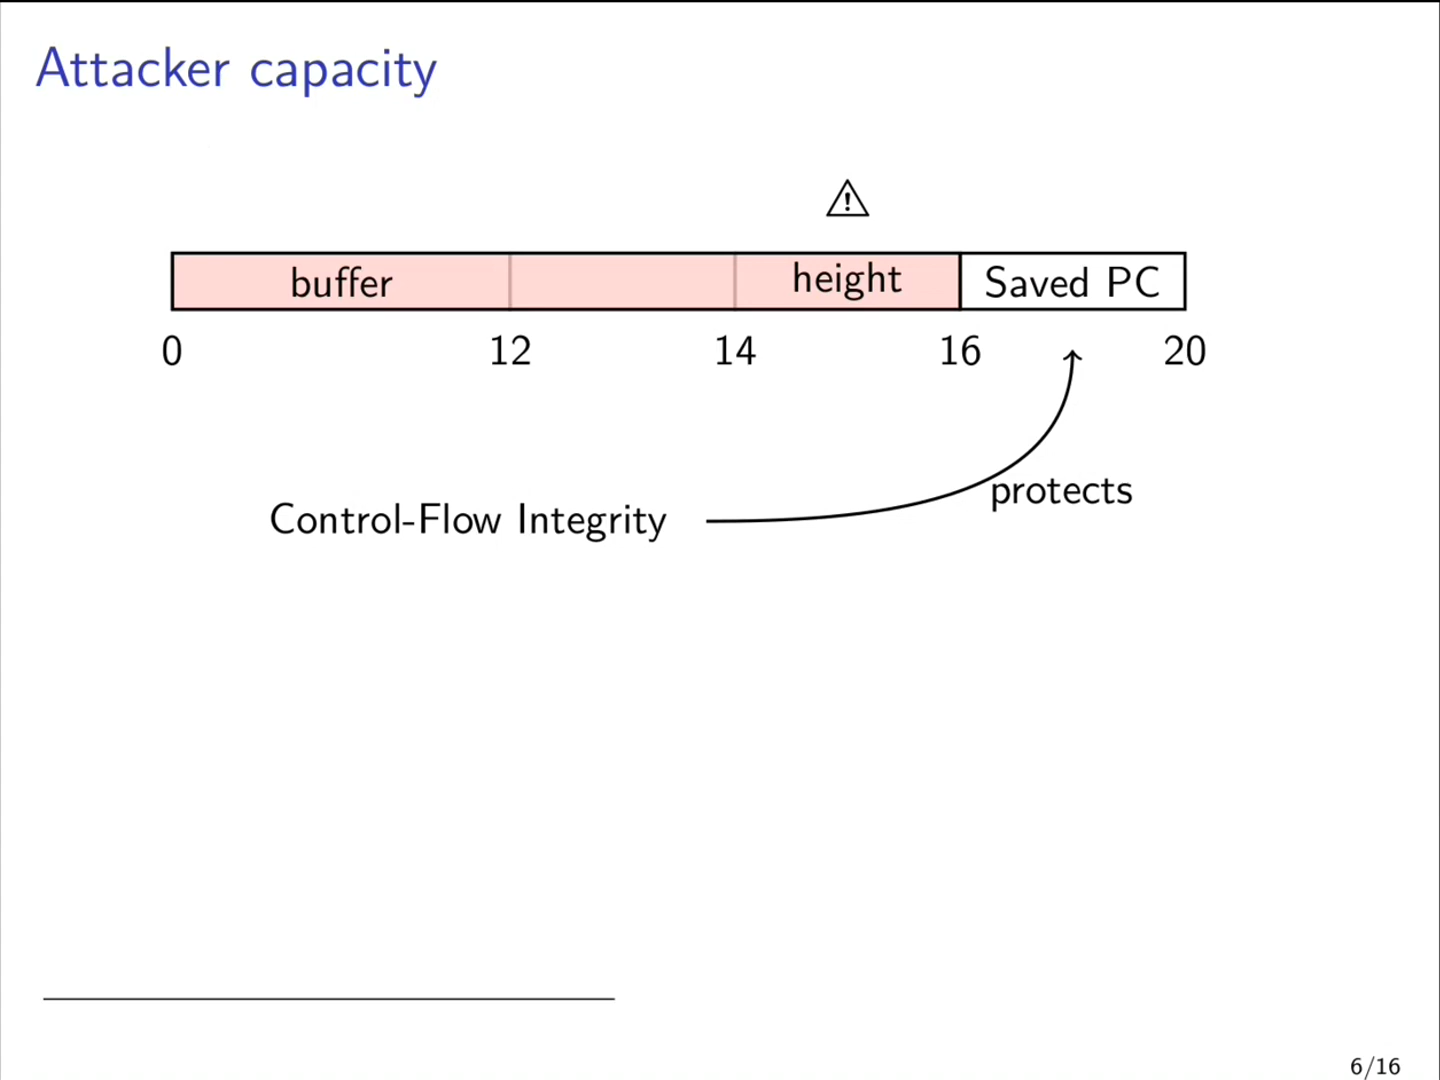 Attacker capacity
buffer height Saved PC
0 12 14 16 20
protects
Control-Flow Integrity
6/16